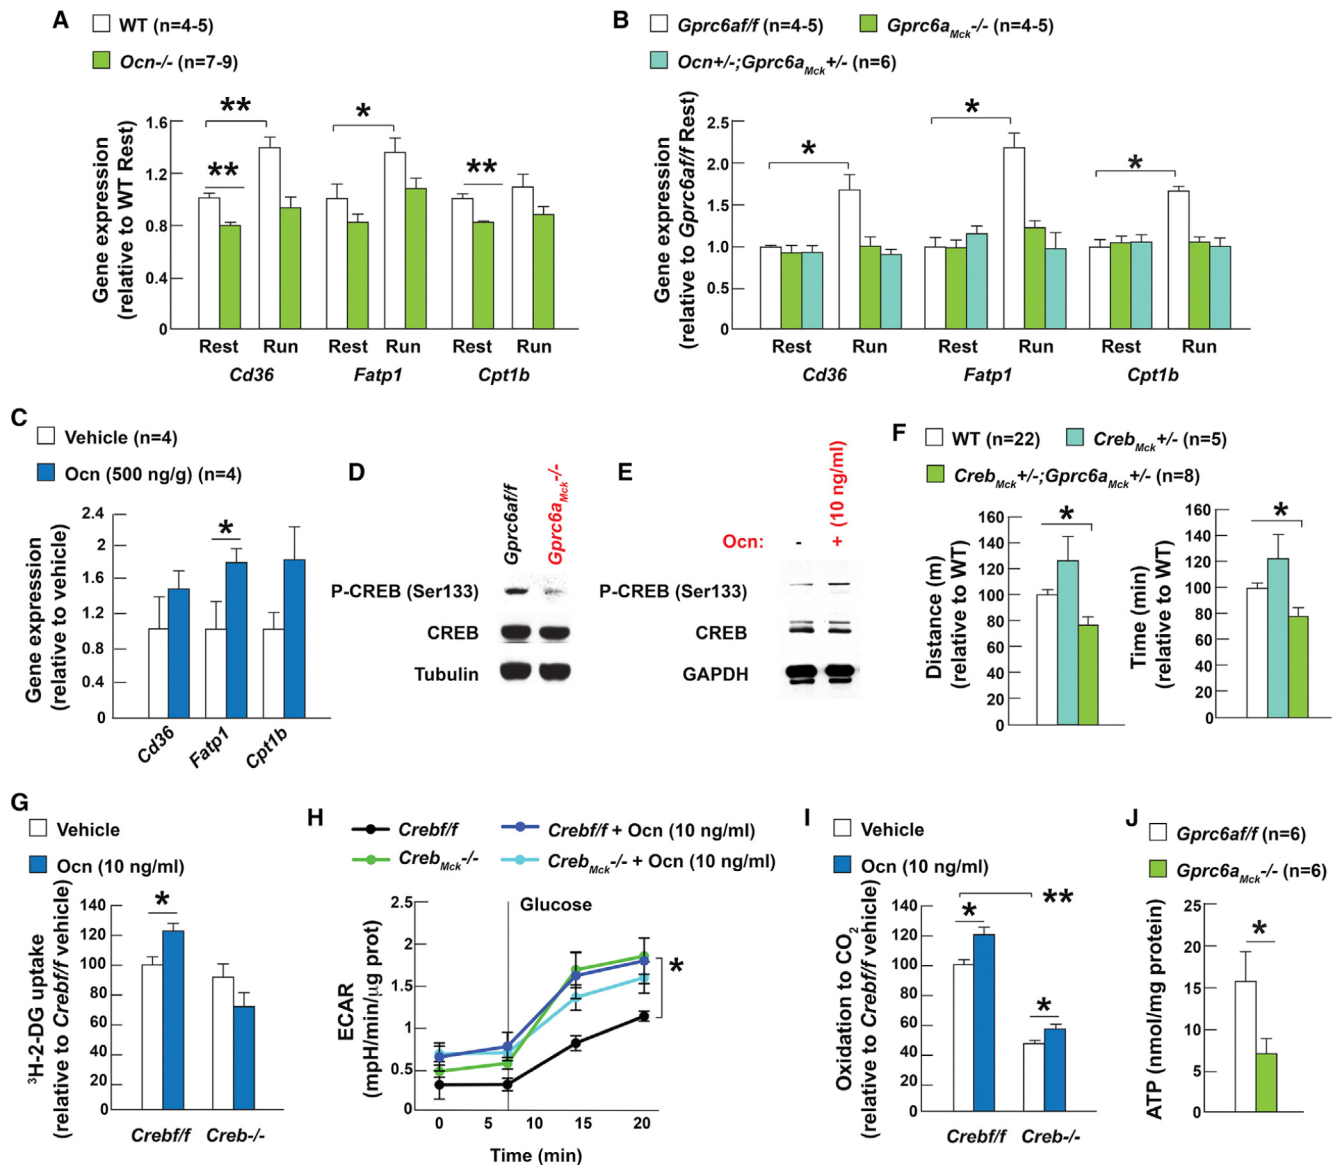 A
WT (n=4-5)
Ocn-/- (n=7-9)
Gene expression
(relative to WT Rest)
1.6
1.2
0.8
0.4
0
** * **
**
Rest Run Rest Run Rest Run
Cd36 Fatp1 Cpt1b
B
Gprc6af/f (n=4-5) Gprc6aMck-/- (n=4-5)
Ocn+/-;Gprc6aMck+/- (n=6)
Gene expression
(relative to Gprc6af/f Rest)
2.5
2.0
1.5
1.0
0.5
0
* * *
Rest Run Rest Run Rest Run
Cd36 Fatp1 Cpt1b
C
Vehicle (n=4)
Ocn (500 ng/g) (n=4)
Gene expression
(relative to vehicle)
2.4
2
1.6
1.2
0.8
0.4
0
*
Cd36 Fatp1 Cpt1b
D
Gprc6af/f
Gprc6aMck-/-
P-CREB (Ser133)
CREB
Tubulin
E
Ocn: - + (10 ng/ml)
P-CREB (Ser133)
CREB
GAPDH
F
WT (n=22) CrebMck+/- (n=5)
CrebMck+/-;Gprc6aMck+/- (n=8)
Distance (m)
(relative to WT)
160
140
120
100
80
60
40
20
0
*
Time (min)
(relative to WT)
160
140
120
100
80
60
40
20
0
*
G
Vehicle
Ocn (10 ng/ml)
³H-2-DG uptake
(relative to Crebf/f vehicle)
140
120
100
80
60
40
20
0
*
Crebf/f Creb-/-
H
Crebf/f Crebf/f + Ocn (10 ng/ml)
CrebMck-/- CrebMck-/- + Ocn (10 ng/ml)
ECAR
(mpH/min/µg prot)
2.5
2
1.5
1
0.5
0
Glucose
*
0 5 10 15 20
Time (min)
I
Vehicle
Ocn (10 ng/ml)
Oxidation to CO2
(relative to Crebf/f vehicle)
140
120
100
80
60
40
20
0
* **
*
Crebf/f Creb-/-
J
Gprc6af/f (n=6)
Gprc6aMck-/- (n=6)
ATP (nmol/mg protein)
25
20
15
10
5
0
*